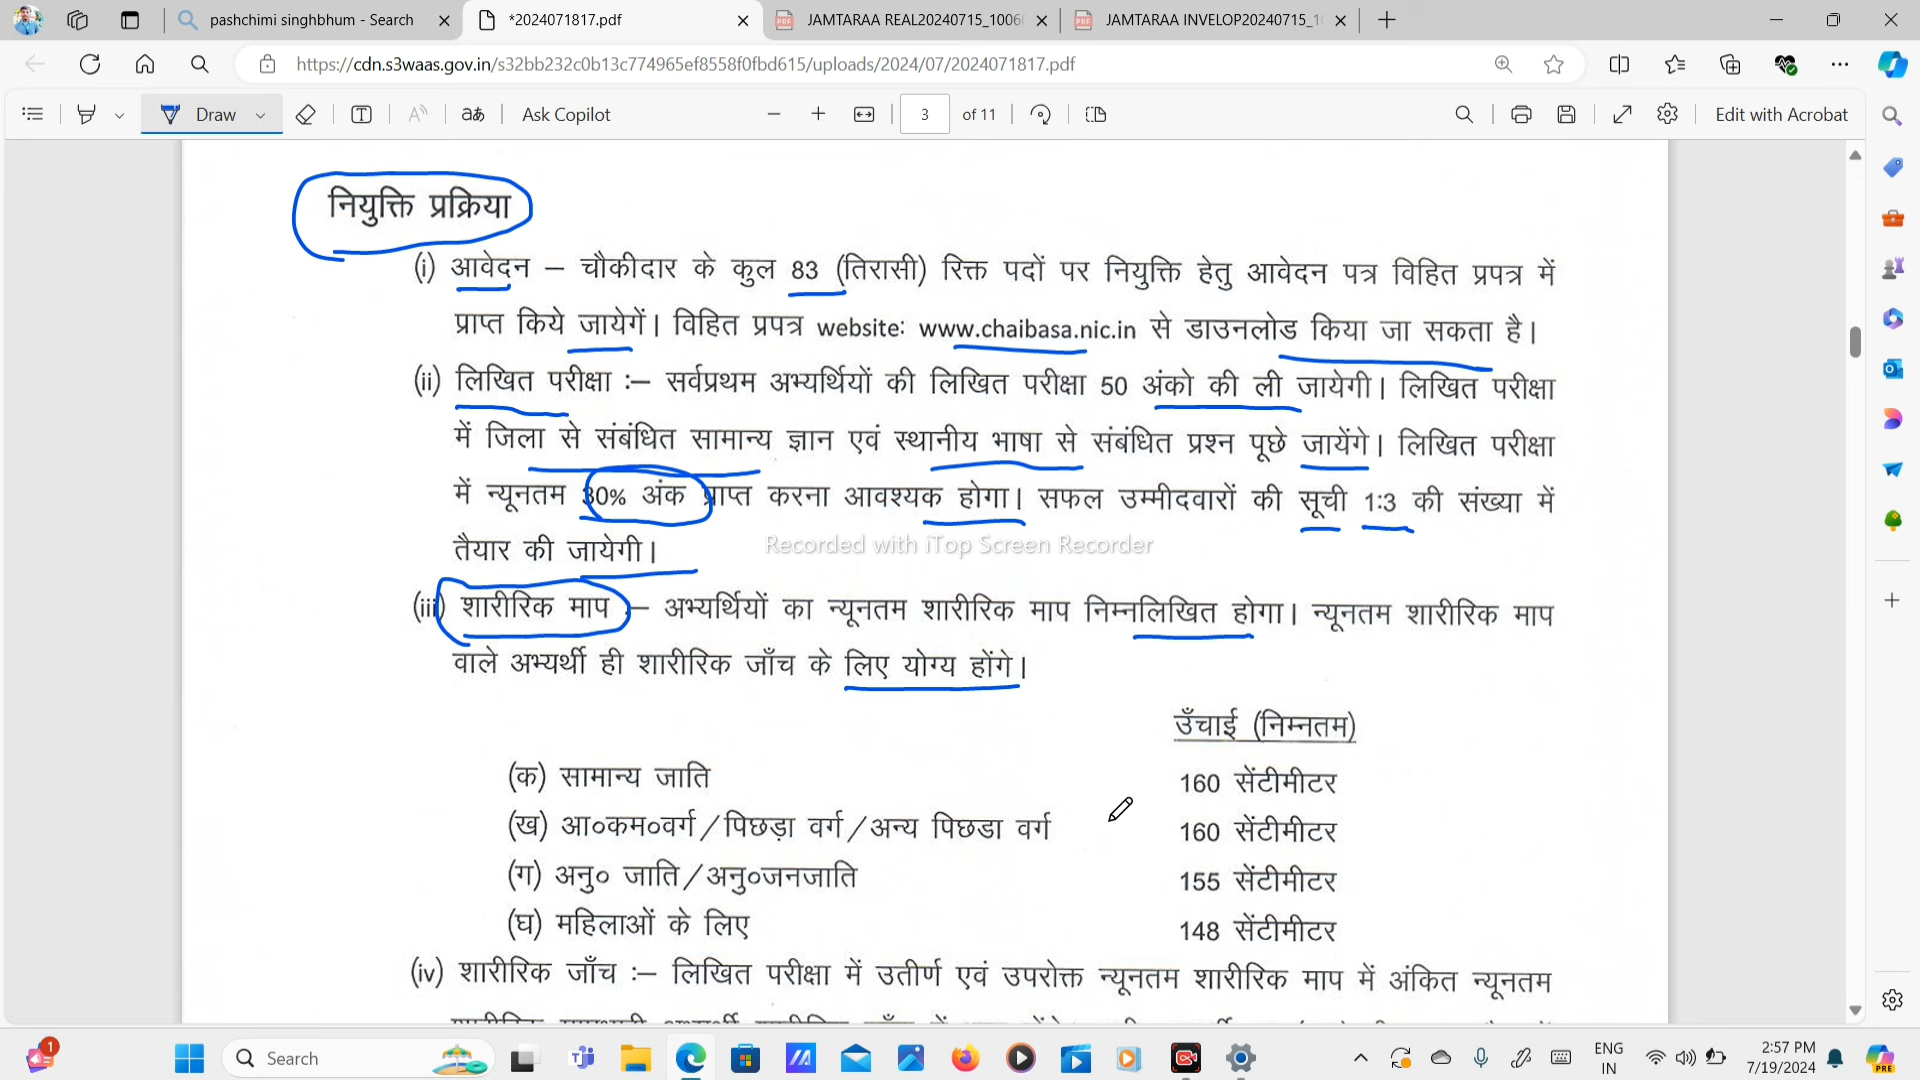 pashchimi singhbhum - Search
*2024071817.pdf
JAMTARAA REAL20240715_1006
JAMTARAA INVELOP20240715_1
https://cdn.s3waas.gov.in/s32bb232c0b13c774965ef8558f0fbd615/uploads/2024/07/2024071817.pdf
Draw
aあ
Ask Copilot
3 of 11
Edit with Acrobat
नियुक्ति प्रक्रिया
(i) आवेदन – चौकीदार के कुल 83 (तिरासी) रिक्त पदों पर नियुक्ति हेतु आवेदन पत्र विहित प्रपत्र में
प्राप्त किये जायेगें। विहित प्रपत्र website: www.chaibasa.nic.in से डाउनलोड किया जा सकता है।
(ii) लिखित परीक्षा :– सर्वप्रथम अभ्यर्थियों की लिखित परीक्षा 50 अंको की ली जायेगी। लिखित परीक्षा
में जिला से संबंधित सामान्य ज्ञान एवं स्थानीय भाषा से संबंधित प्रश्न पूछे जायेंगे। लिखित परीक्षा
में न्यूनतम 30% अंक प्राप्त करना आवश्यक होगा। सफल उम्मीदवारों की सूची 1:3 की संख्या में
तैयार की जायेगी।
Recorded with iTop Screen Recorder
(iii) शारीरिक माप :– अभ्यर्थियों का न्यूनतम शारीरिक माप निम्नलिखित होगा। न्यूनतम शारीरिक माप
वाले अभ्यर्थी ही शारीरिक जाँच के लिए योग्य होंगे।
उँचाई (निम्नतम)
(क) सामान्य जाति 160 सेंटीमीटर
(ख) आ०कम०वर्ग/पिछड़ा वर्ग/अन्य पिछडा वर्ग 160 सेंटीमीटर
(ग) अनु० जाति/अनु०जनजाति 155 सेंटीमीटर
(घ) महिलाओं के लिए 148 सेंटीमीटर
(iv) शारीरिक जाँच :– लिखित परीक्षा में उतीर्ण एवं उपरोक्त न्यूनतम शारीरिक माप में अंकित न्यूनतम
1
Search
ENG
IN
2:57 PM
7/19/2024
PRE